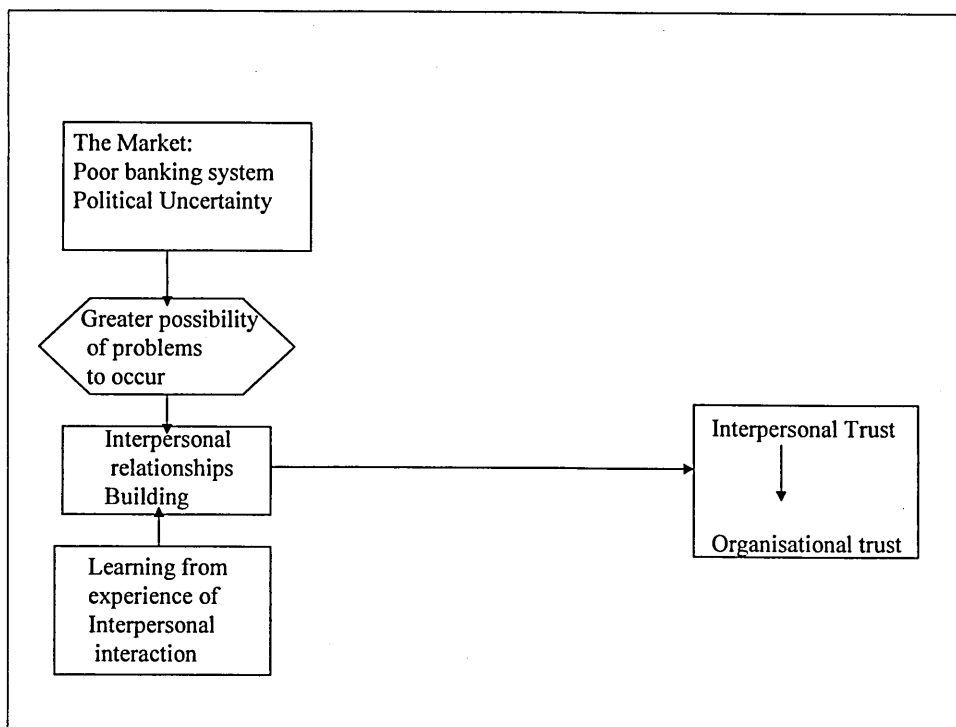 The Market:
Poor banking system
Political Uncertainty
Greater possibility
of problems
to occur
Interpersonal
relationships
Building
Learning from
experience of
Interpersonal
interaction
Interpersonal Trust
Organisational trust